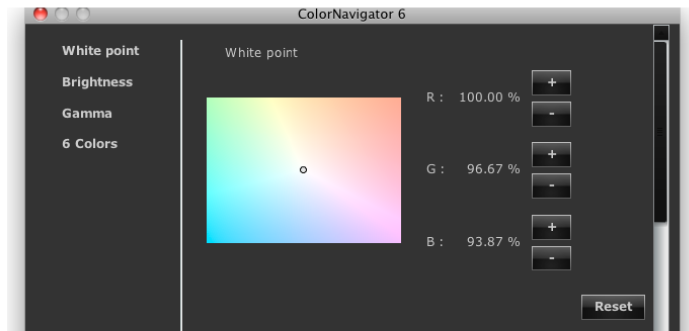 ColorNavigator 6
White point
Brightness
Gamma
6 Colors
White point
R : 100.00 %
+
-
G : 96.67 %
+
-
B : 93.87 %
+
-
Reset